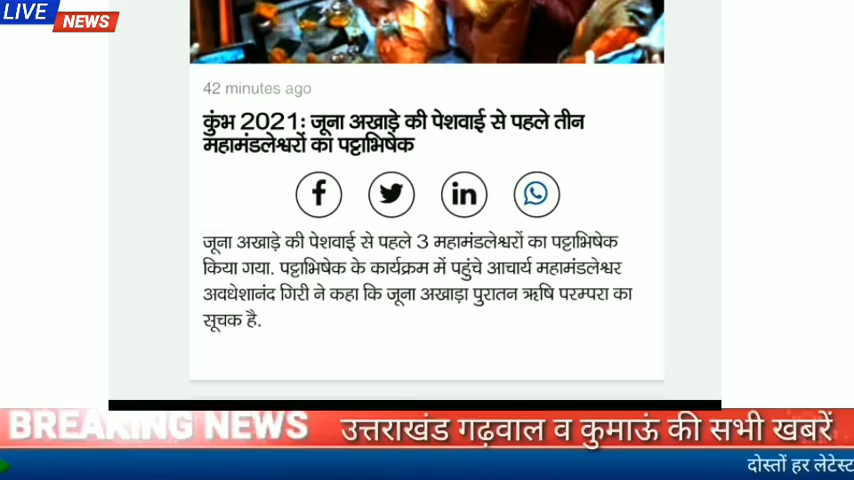 LIVE
NEWS
42 minutes ago
कुंभ 2021: जूना अखाड़े की पेशवाई से पहले तीन
महामंडलेश्वरों का पट्टाभिषेक
जूना अखाड़े की पेशवाई से पहले 3 महामंडलेश्वरों का पट्टाभिषेक
किया गया. पट्टाभिषेक के कार्यक्रम में पहुंचे आचार्य महामंडलेश्वर
अवधेशानंद गिरी ने कहा कि जूना अखाड़ा पुरातन ऋषि परम्परा का
सूचक है.
BREAKING NEWS
उत्तराखंड गढ़वाल व कुमाऊं की सभी खबरें
दोस्तों हर लेटेस्ट